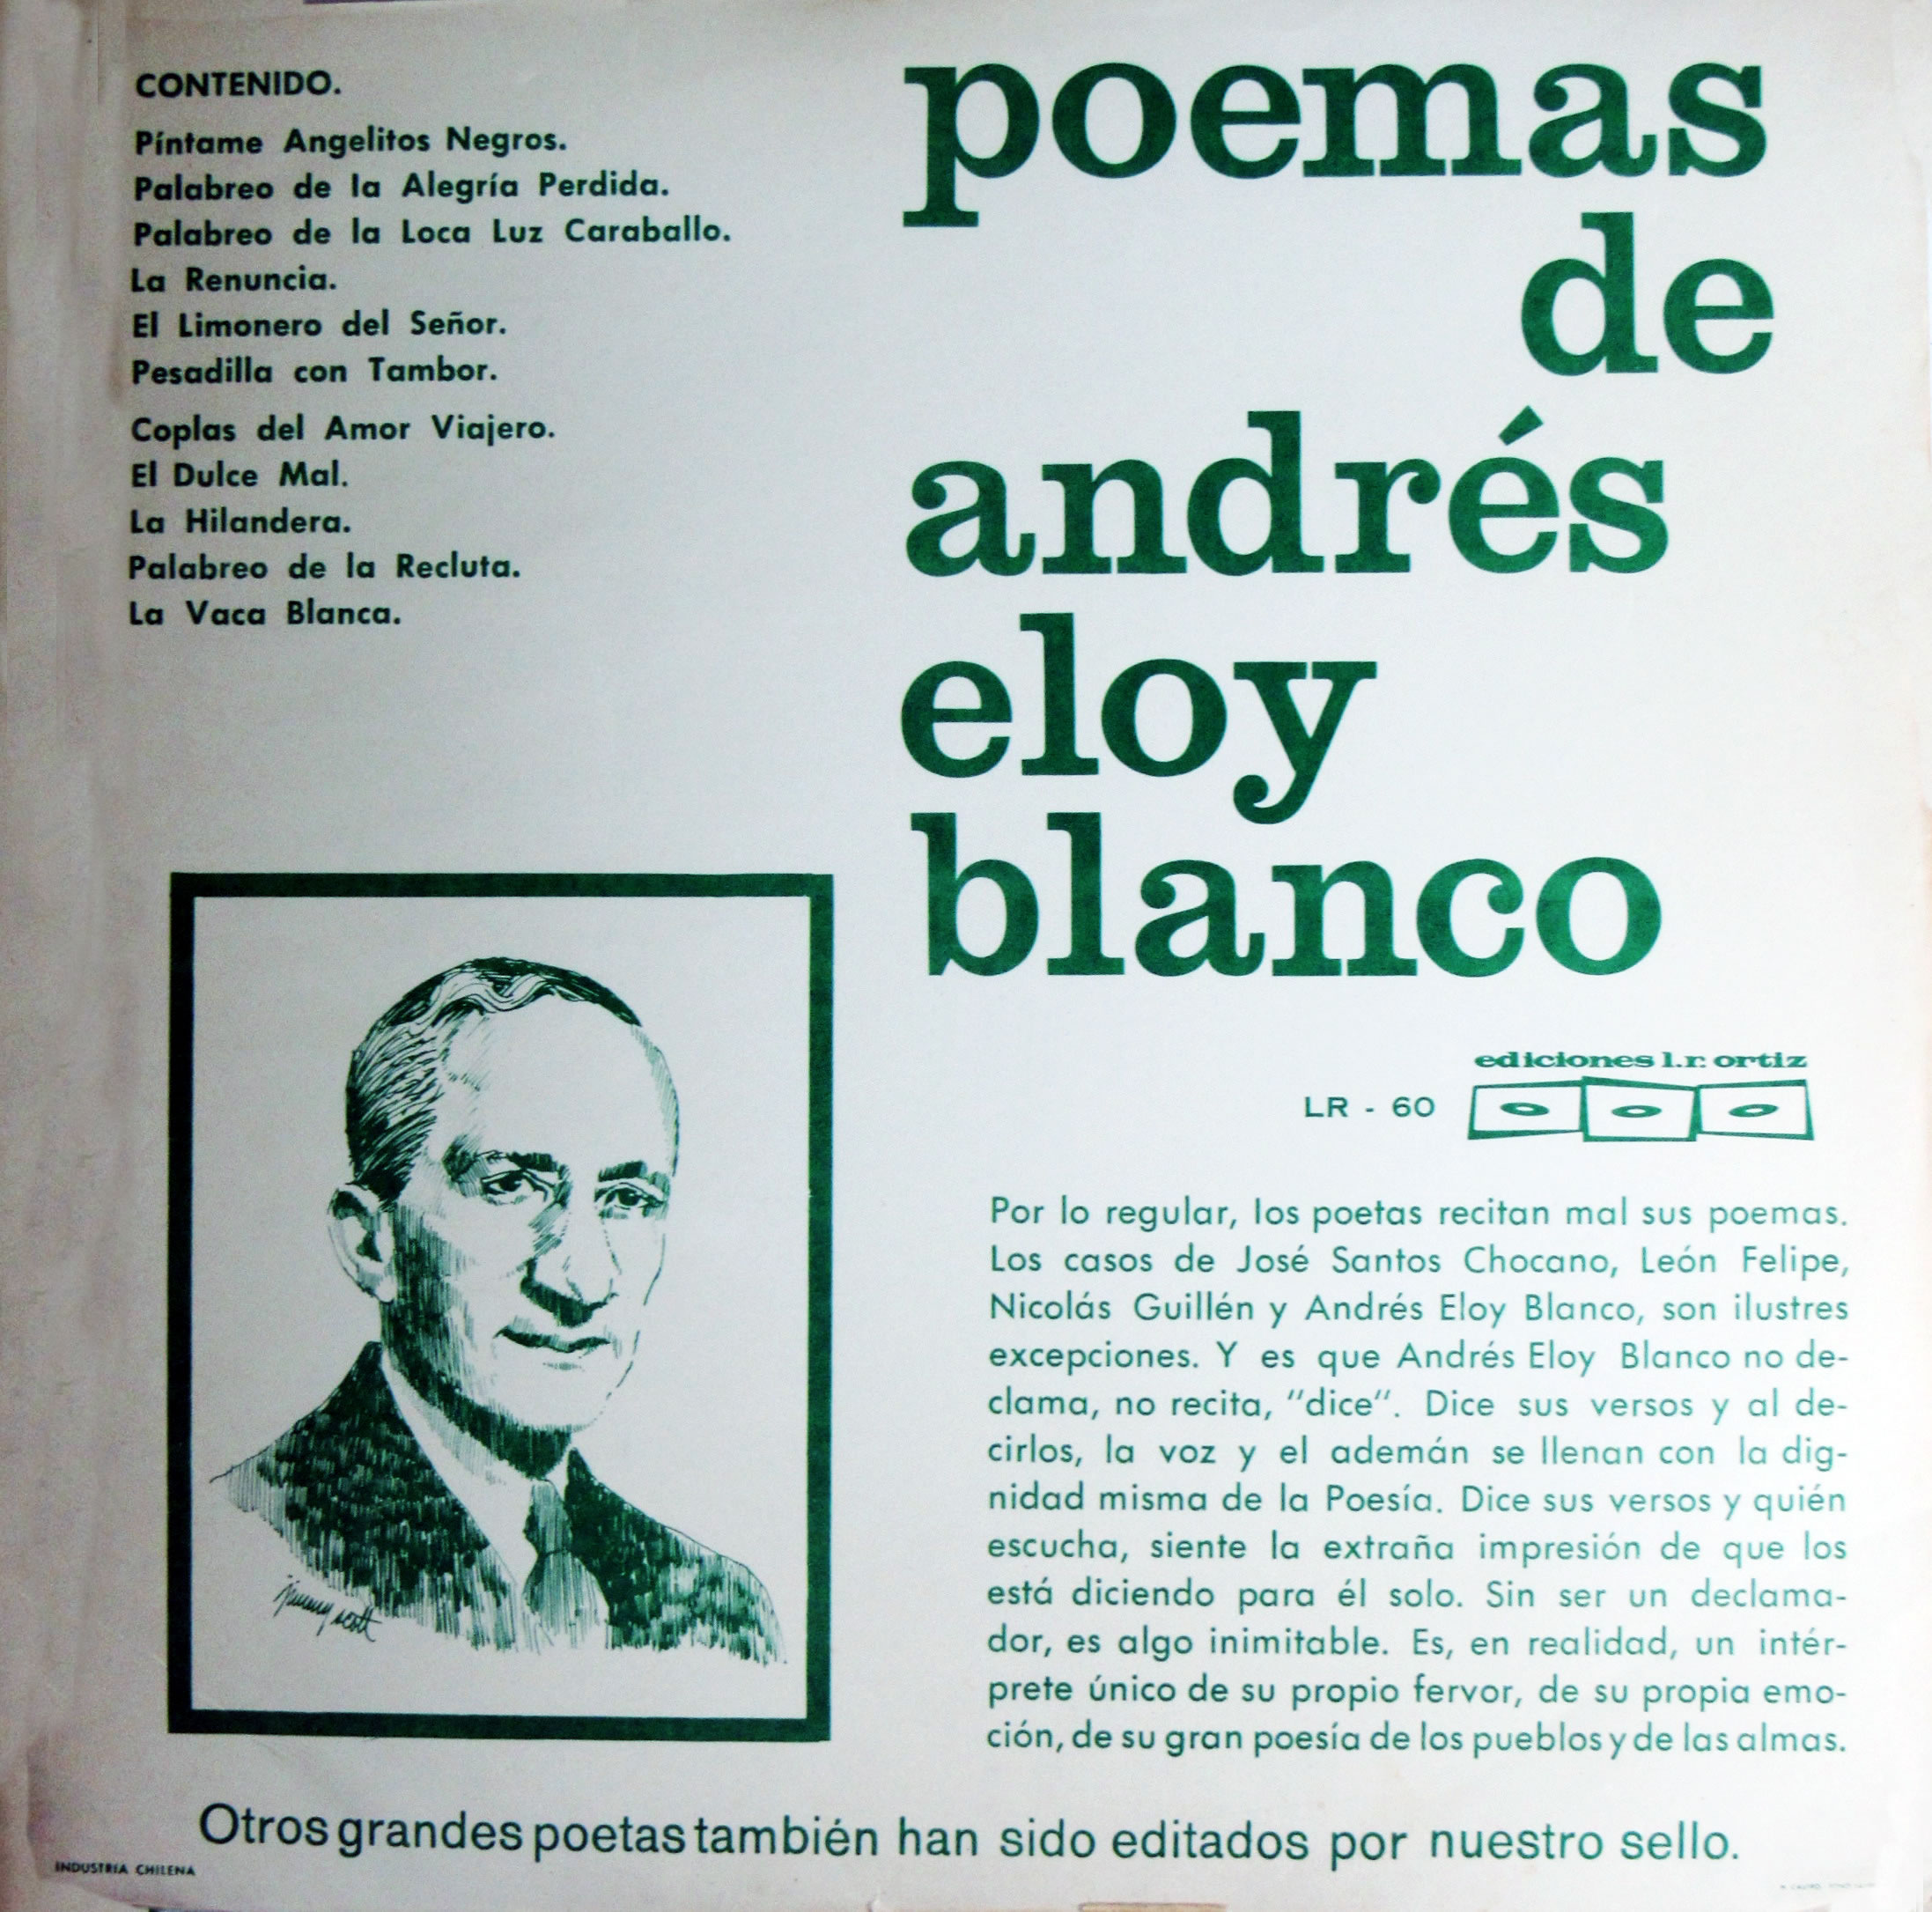 CONTENIDO.
Píntame Angelitos Negros.
Palabreo de la Alegría Perdida.
Palabreo de la Loca Luz Caraballo.
La Renuncia.
El Limonero del Señor.
Pesadilla con Tambor.
Coplas del Amor Viajero.
El Dulce Mal.
La Hilandera.
Palabreo de la Recluta.
La Vaca Blanca.
poemas
de
andrés
eloy
blanco
ediciones l.r. ortiz
LR - 60
Por lo regular, los poetas recitan mal sus poemas.
Los casos de José Santos Chocano, León Felipe,
Nicolás Guillén y Andrés Eloy Blanco, son ilustres
excepciones. Y es que Andrés Eloy Blanco no de-
clama, no recita, "dice". Dice sus versos y al de-
cirlos, la voz y el ademán se llenan con la dig-
nidad misma de la Poesía. Dice sus versos y quién
escucha, siente la extraña impresión de que los
está diciendo para él solo. Sin ser un declama-
dor, es algo inimitable. Es, en realidad, un intér-
prete único de su propio fervor, de su propia emo-
ción, de su gran poesía de los pueblos y de las almas.
jimmy scott
Otros grandes poetas también han sido editados por nuestro sello.
INDUSTRIA CHILENA